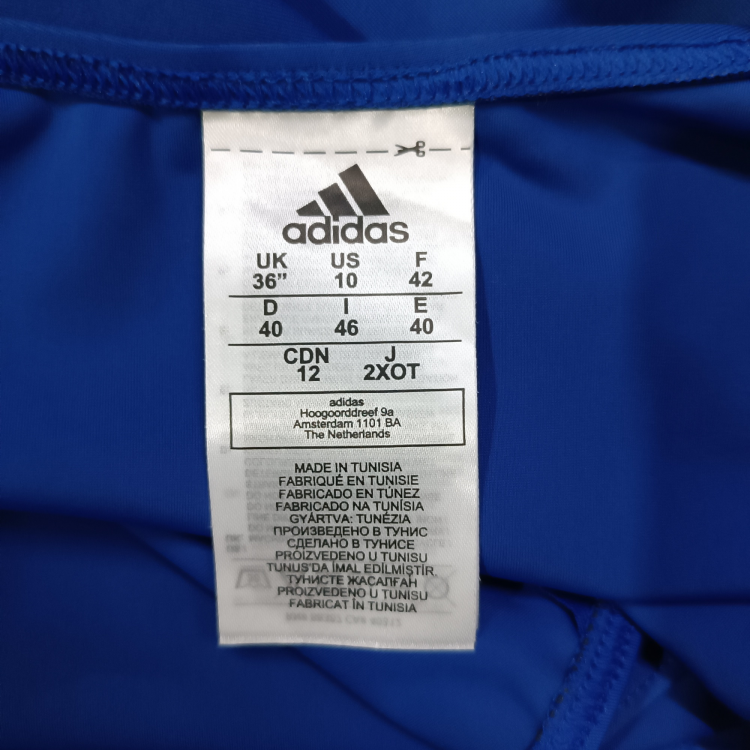 adidas
UK US F
36” 10 42
D I E
40 46 40
CDN J
12 2XOT
adidas
Hoogoorddreef 9a
Amsterdam 1101 BA
The Netherlands
MADE IN TUNISIA
FABRIQUÉ EN TUNISIE
FABRICADO EN TÚNEZ
FABRICADO NA TUNÍSIA
GYÁRTVA: TUNÉZIA
ПРОИЗВЕДЕНО В ТУНИС
СДЕЛАНО В ТУНИСЕ
PROIZVEDENO U TUNISU
TUNUS'DA İMAL EDİLMİŞTİR
ТУНИСТЕ ЖАСАЛҒАН
PROIZVEDENO U TUNISU
FABRICAT ÎN TUNISIA